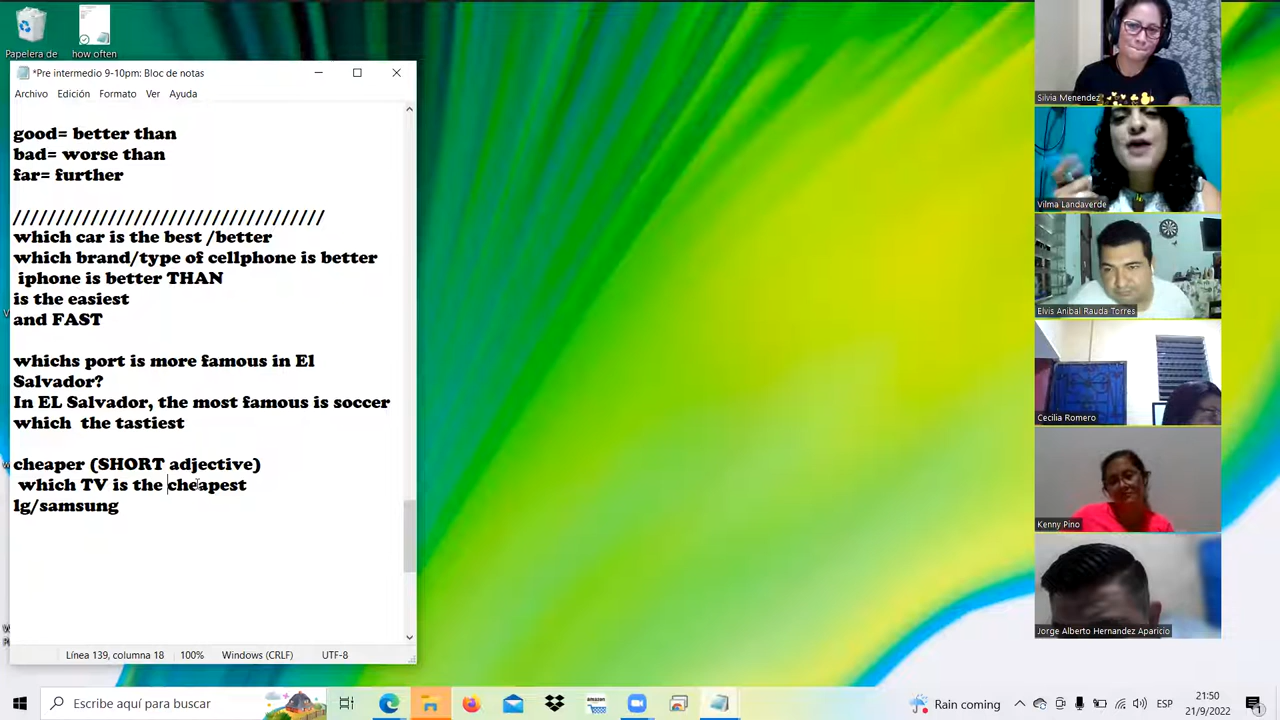 Papelera de
how often
*Pre intermedio 9-10pm: Bloc de notas
Archivo Edición Formato Ver Ayuda
good= better than
bad= worse than
far= further
///////////////////////////////////
which car is the best /better
which brand/type of cellphone is better
iphone is better THAN
is the easiest
and FAST
whichs port is more famous in El
Salvador?
In EL Salvador, the most famous is soccer
which  the tastiest
cheaper (SHORT adjective)
which TV is the cheapest
lg/samsung
Línea 139, columna 18 100% Windows (CRLF) UTF-8
Silvia Menendez
Vilma Landaverde
Elvis Anibal Rauda Torres
Cecilia Romero
Kenny Pino
Jorge Alberto Hernandez Aparicio
Escribe aquí para buscar
amazon
Rain coming
ESP
21:50
21/9/2022